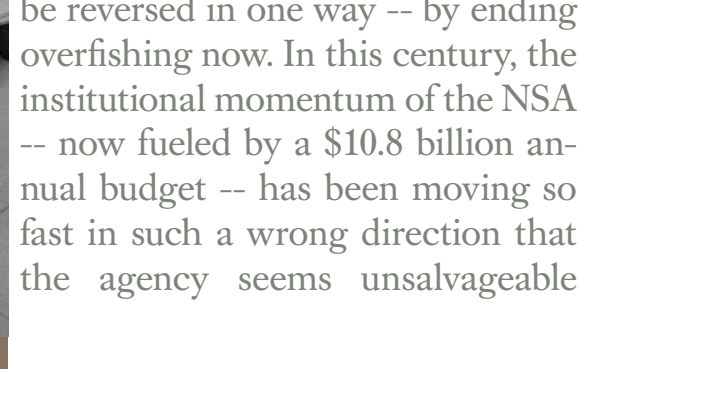 be reversed in one way -- by ending
overfishing now. In this century, the
institutional momentum of the NSA
-- now fueled by a $10.8 billion an-
nual budget -- has been moving so
fast in such a wrong direction that
the agency seems unsalvageable